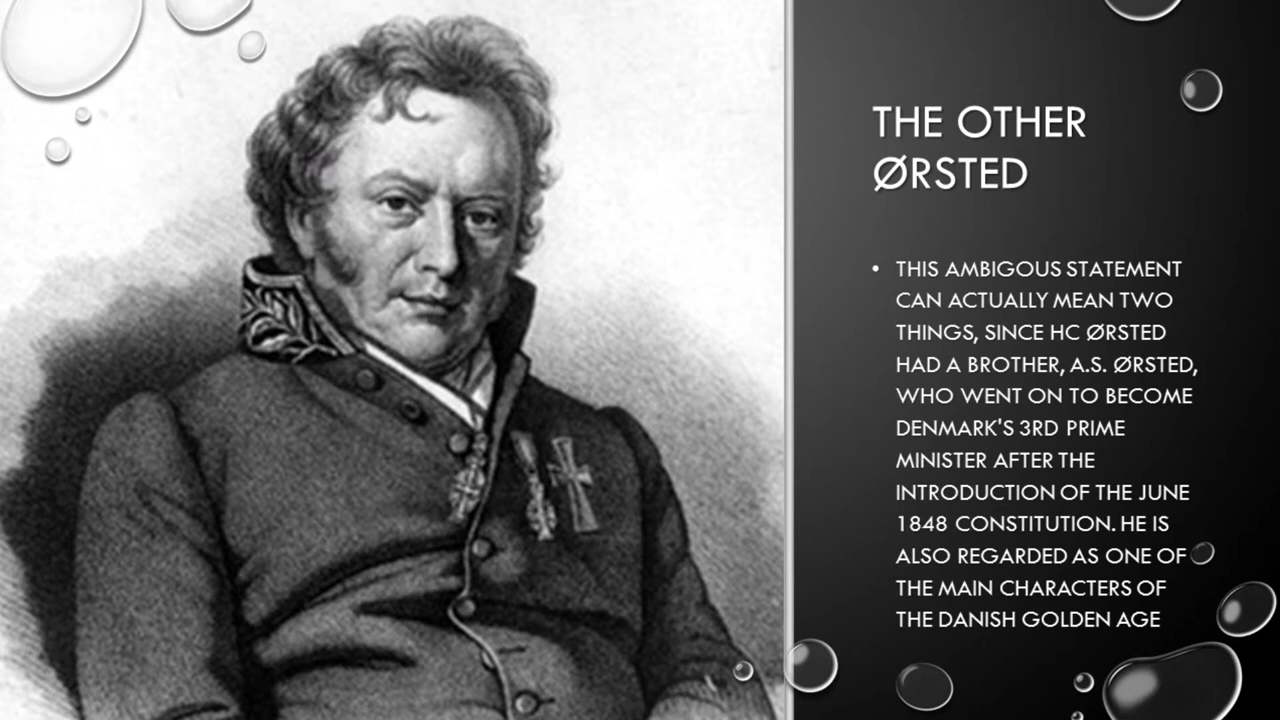 THE OTHER
ØRSTED
• THIS AMBIGOUS STATEMENT
CAN ACTUALLY MEAN TWO
THINGS, SINCE HC ØRSTED
HAD A BROTHER, A.S. ØRSTED,
WHO WENT ON TO BECOME
DENMARK'S 3RD PRIME
MINISTER AFTER THE
INTRODUCTION OF THE JUNE
1848 CONSTITUTION. HE IS
ALSO REGARDED AS ONE OF
THE MAIN CHARACTERS OF
THE DANISH GOLDEN AGE